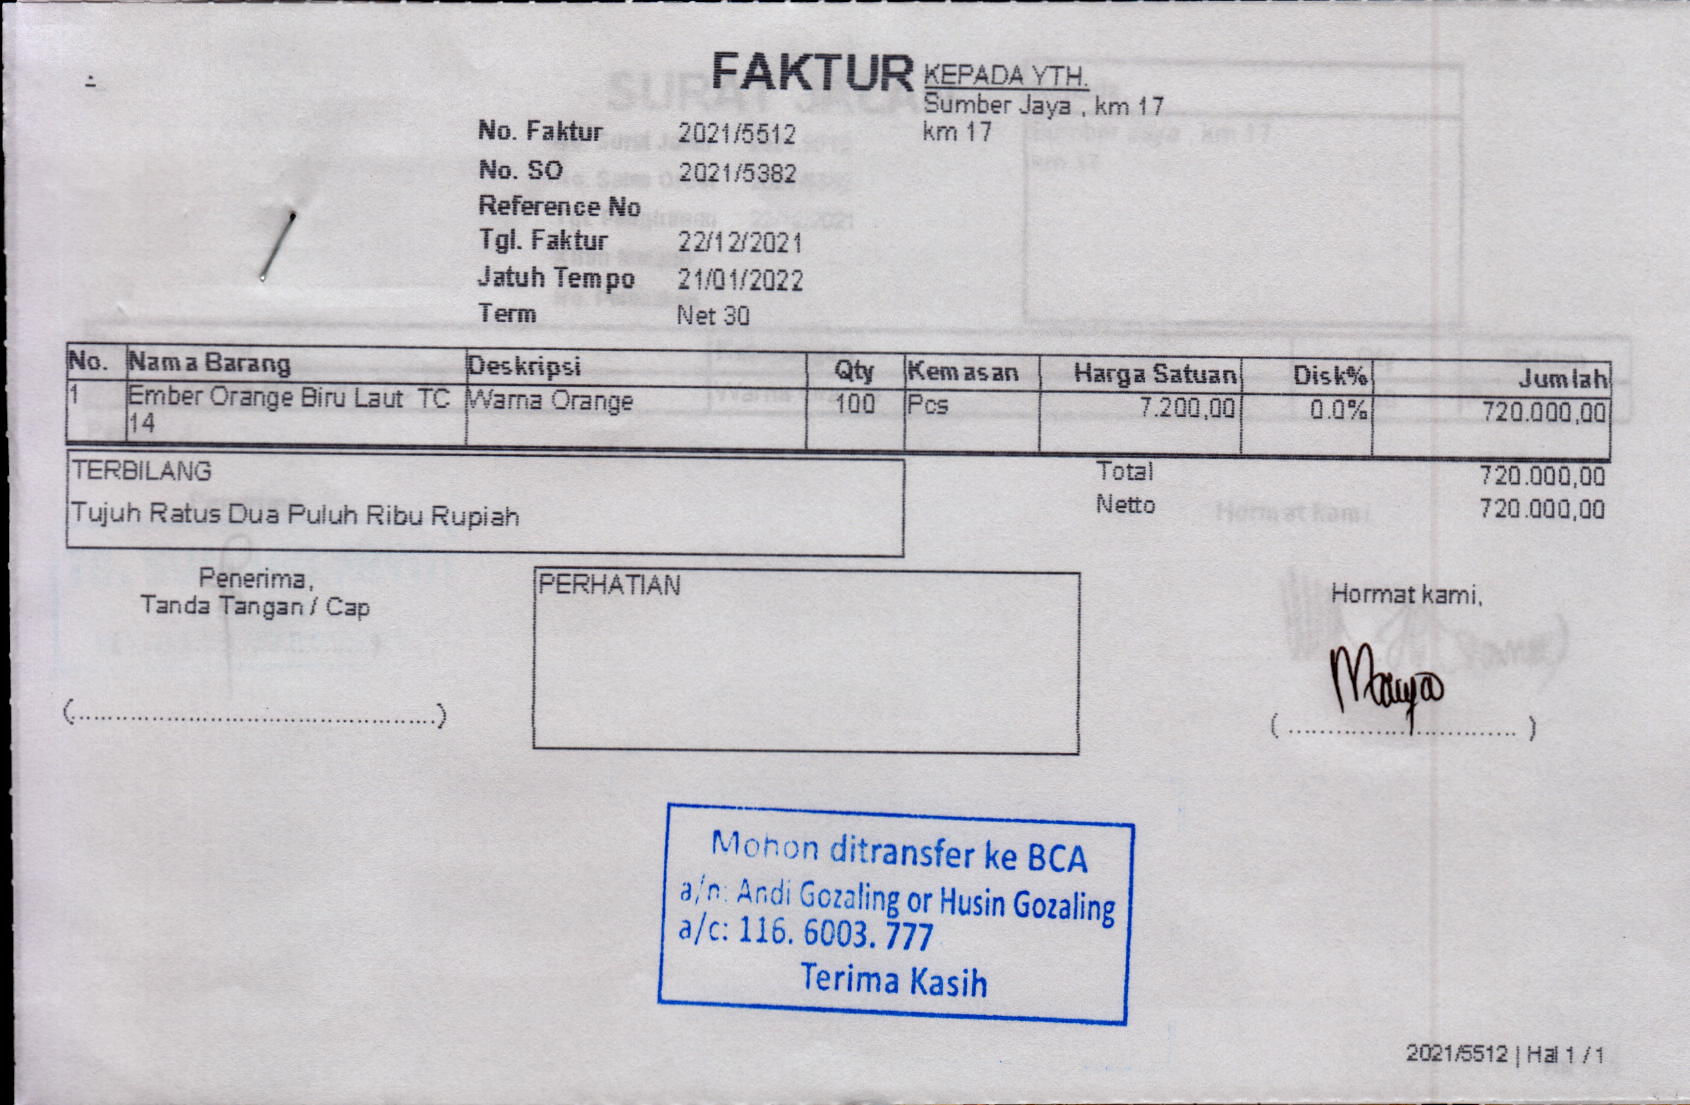 FAKTUR
KEPADA YTH.
Sumber Jaya , km 17
km 17
No. Faktur 2021/5512
No. SO 2021/5382
Reference No
Tgl. Faktur 22/12/2021
Jatuh Tempo 21/01/2022
Term Net 30
No. Nama Barang Deskripsi Qty Kemasan Harga Satuan Disk% Jumlah
1 Ember Orange Biru Laut TC Warna Orange 100 Pcs 7.200,00 0.0% 720.000,00
14
TERBILANG
Tujuh Ratus Dua Puluh Ribu Rupiah
Total 720.000,00
Netto 720.000,00
Penerima,
Tanda Tangan / Cap
(.................................................)
PERHATIAN
Hormat kami,
( ............................... )
Mohon ditransfer ke BCA
a/n: Andi Gozaling or Husin Gozaling
a/c: 116. 6003. 777
Terima Kasih
2021/5512 | Hal 1 / 1